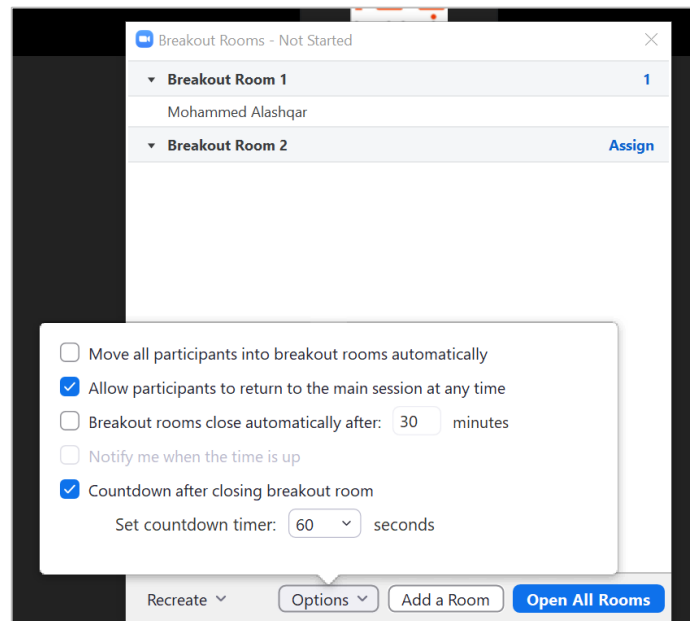 Breakout Rooms - Not Started
Breakout Room 1 1
Mohammed Alashqar
Breakout Room 2 Assign
Move all participants into breakout rooms automatically
Allow participants to return to the main session at any time
Breakout rooms close automatically after: 30 minutes
Notify me when the time is up
Countdown after closing breakout room
Set countdown timer: 60 seconds
Recreate Options Add a Room Open All Rooms